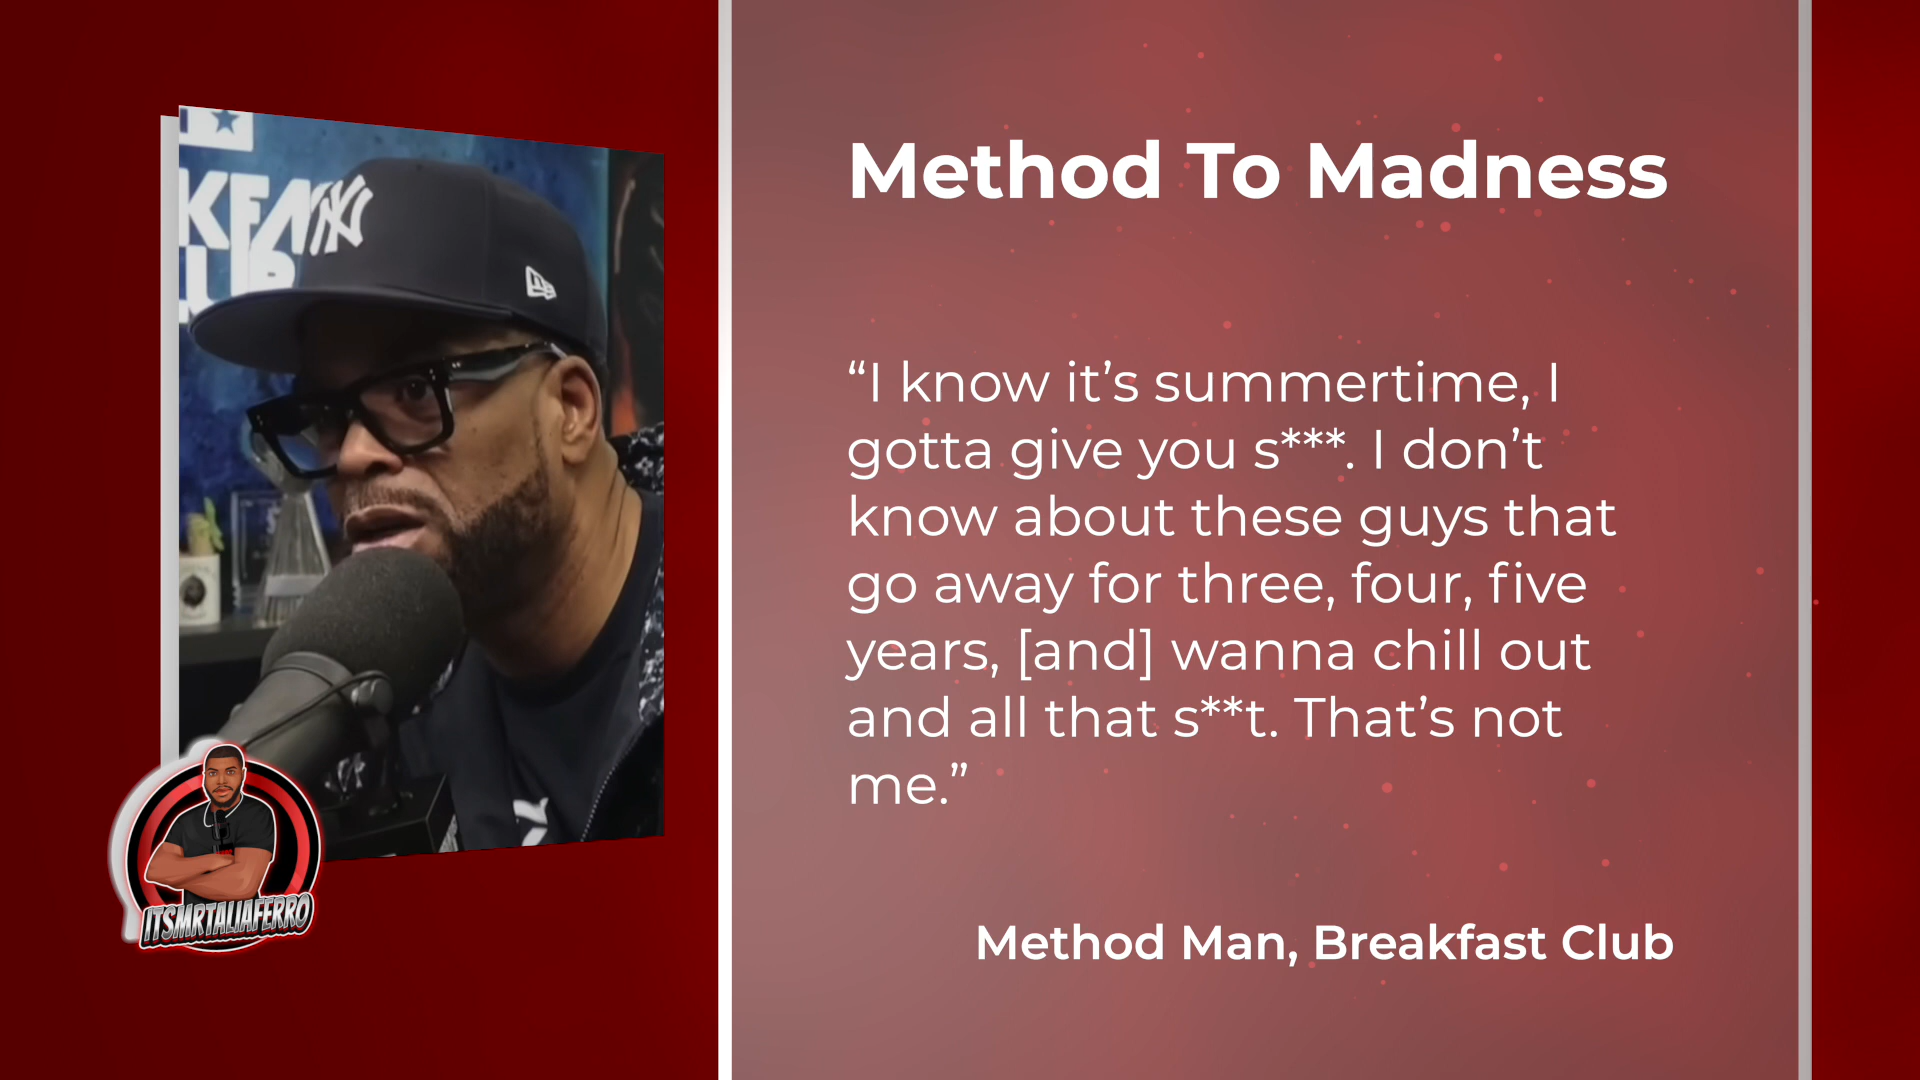 Method To Madness
“I know it’s summertime, I
gotta give you s***. I don’t
know about these guys that
go away for three, four, five
years, [and] wanna chill out
and all that s**t. That’s not
me.”
Method Man, Breakfast Club
NY
ITSMRTALIAFERRO